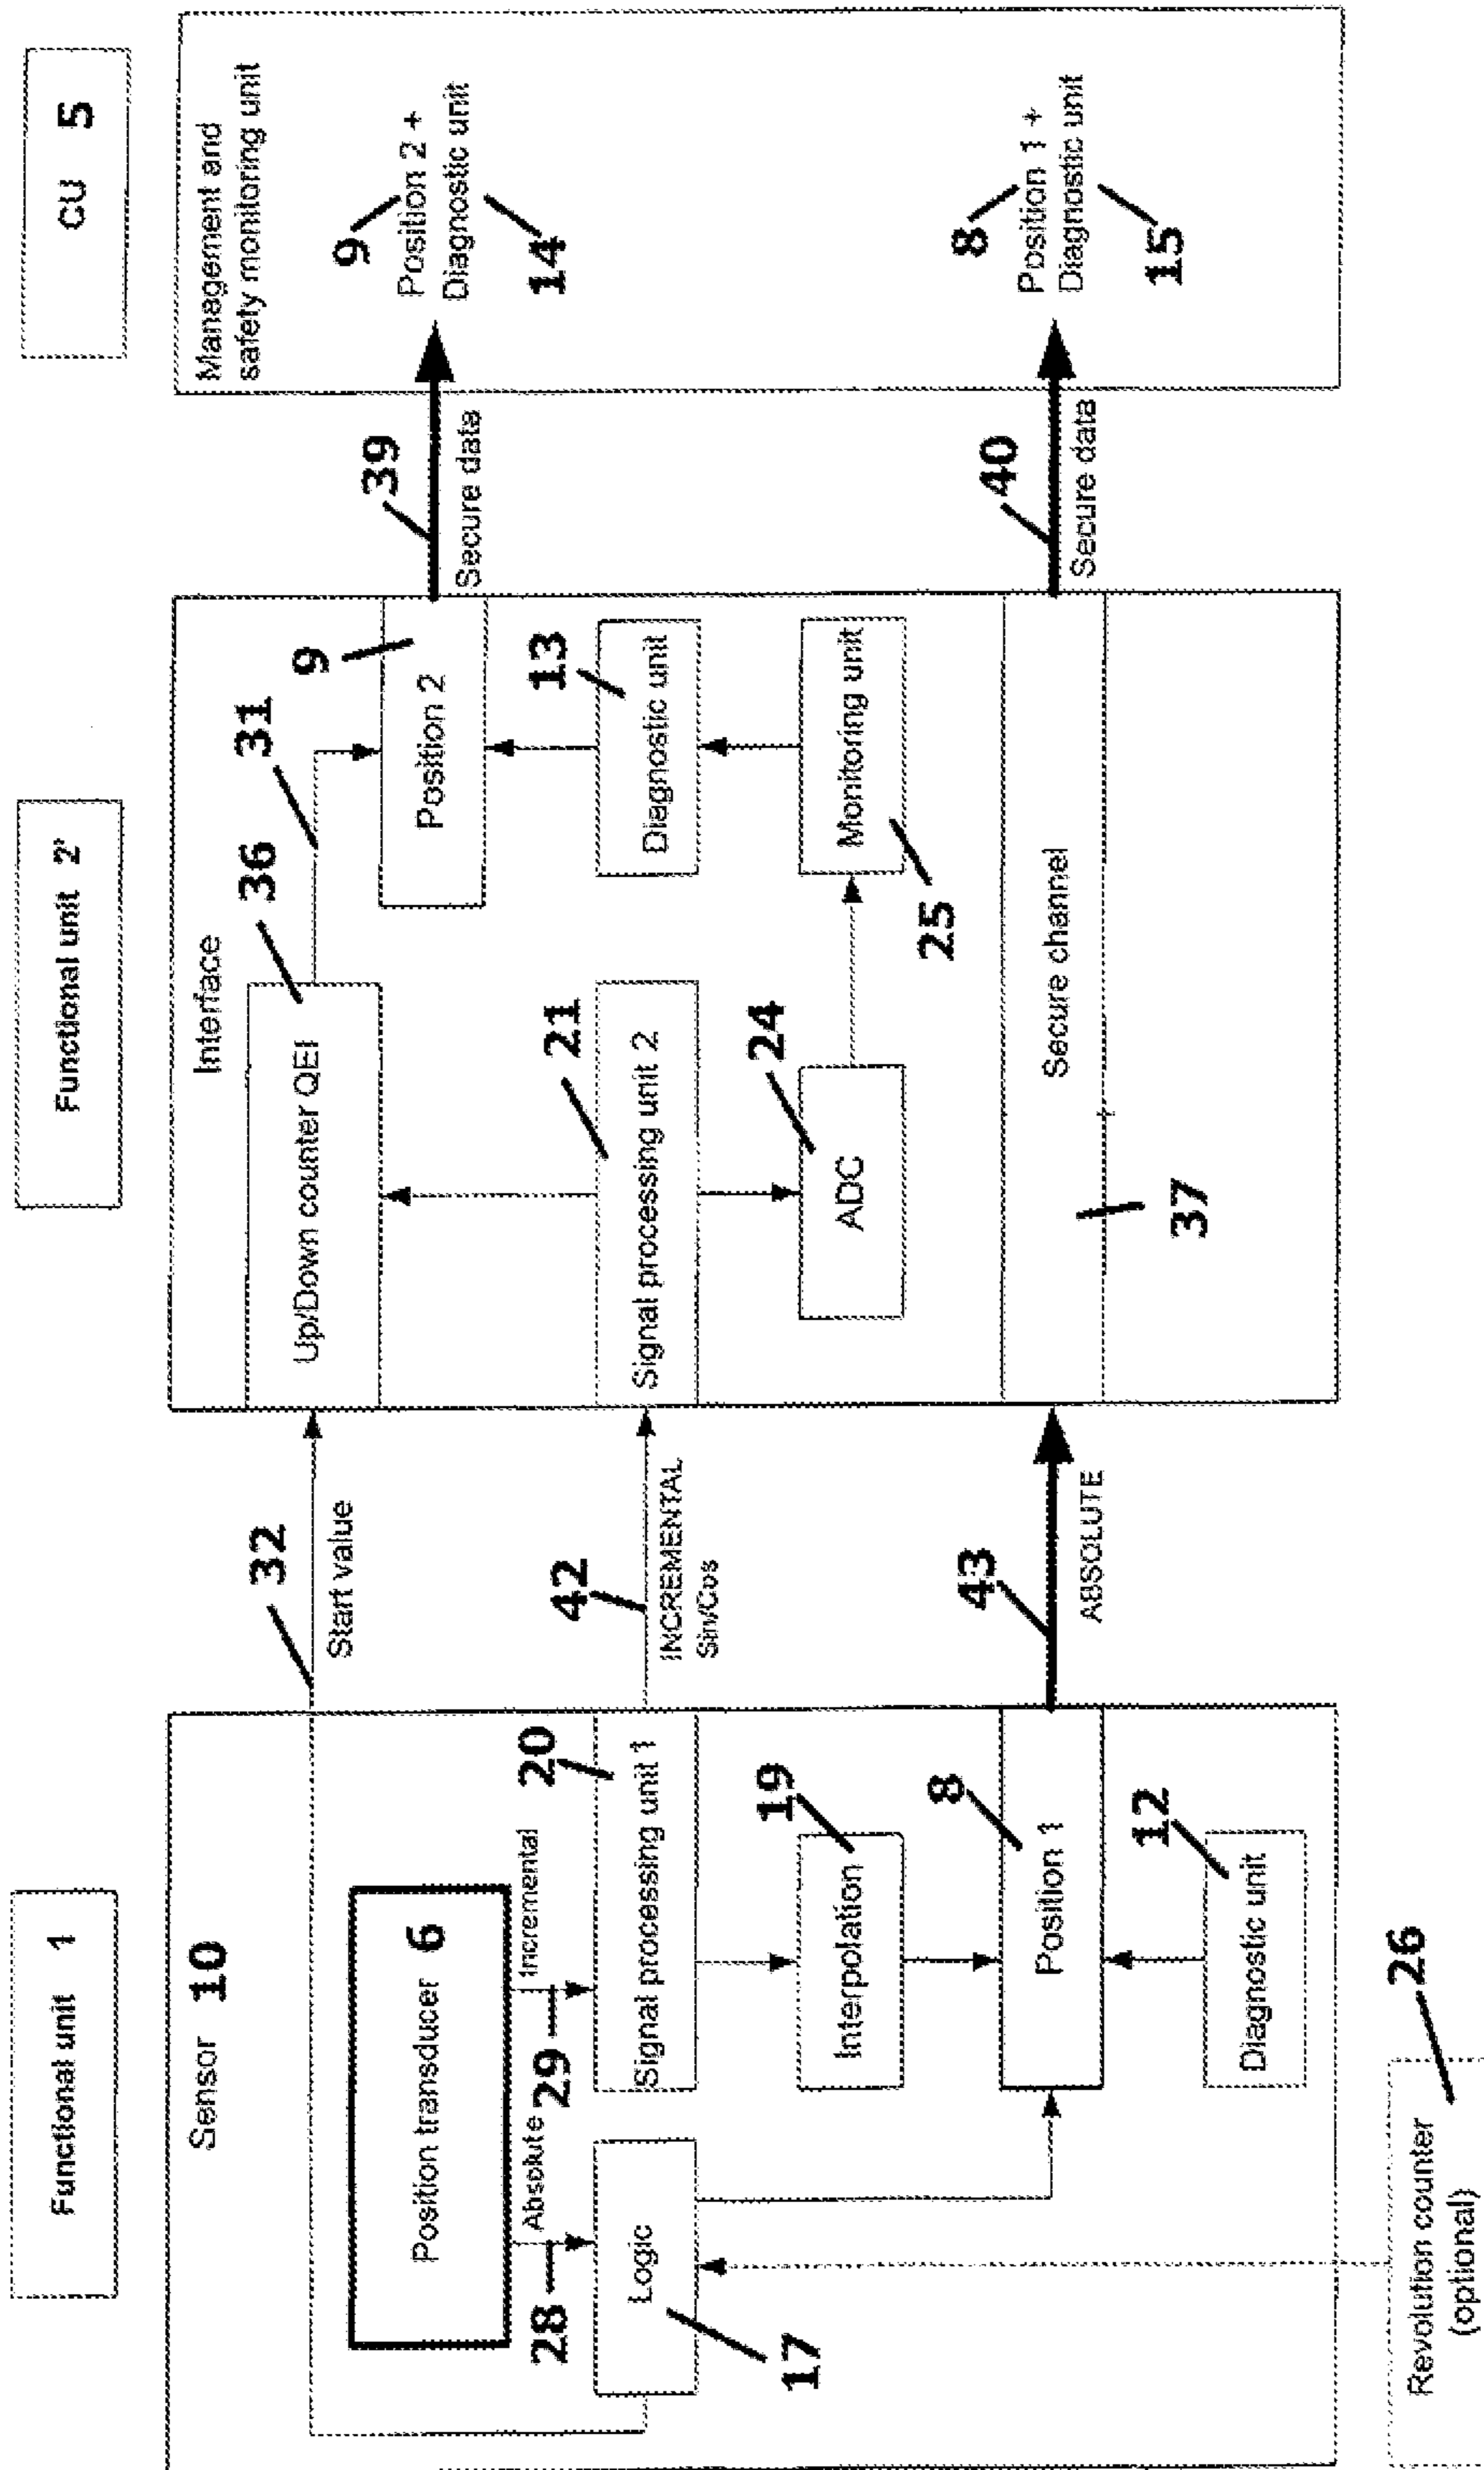 Functional unit 1
Functional unit 2'
CU 5
Sensor 10
Position transducer 6
28
Absolute
29
Incremental
Logic
17
Signal processing unit 1
20
Interpolation
19
Position 1
8
Diagnostic unit
12
Revolution counter
(optional)
26
32
Start value
42
INCREMENTAL
Sin/Cos
43
ABSOLUTE
Interface
Up/Down counter QEI
36
31
Position 2
9
Signal processing unit 2
21
Diagnostic unit
13
ADC
24
Monitoring unit
25
Secure channel
37
39
Secure data
40
Secure data
Management and
safety monitoring unit
9
Position 2 +
Diagnostic unit
14
8
Position 1 +
Diagnostic unit
15